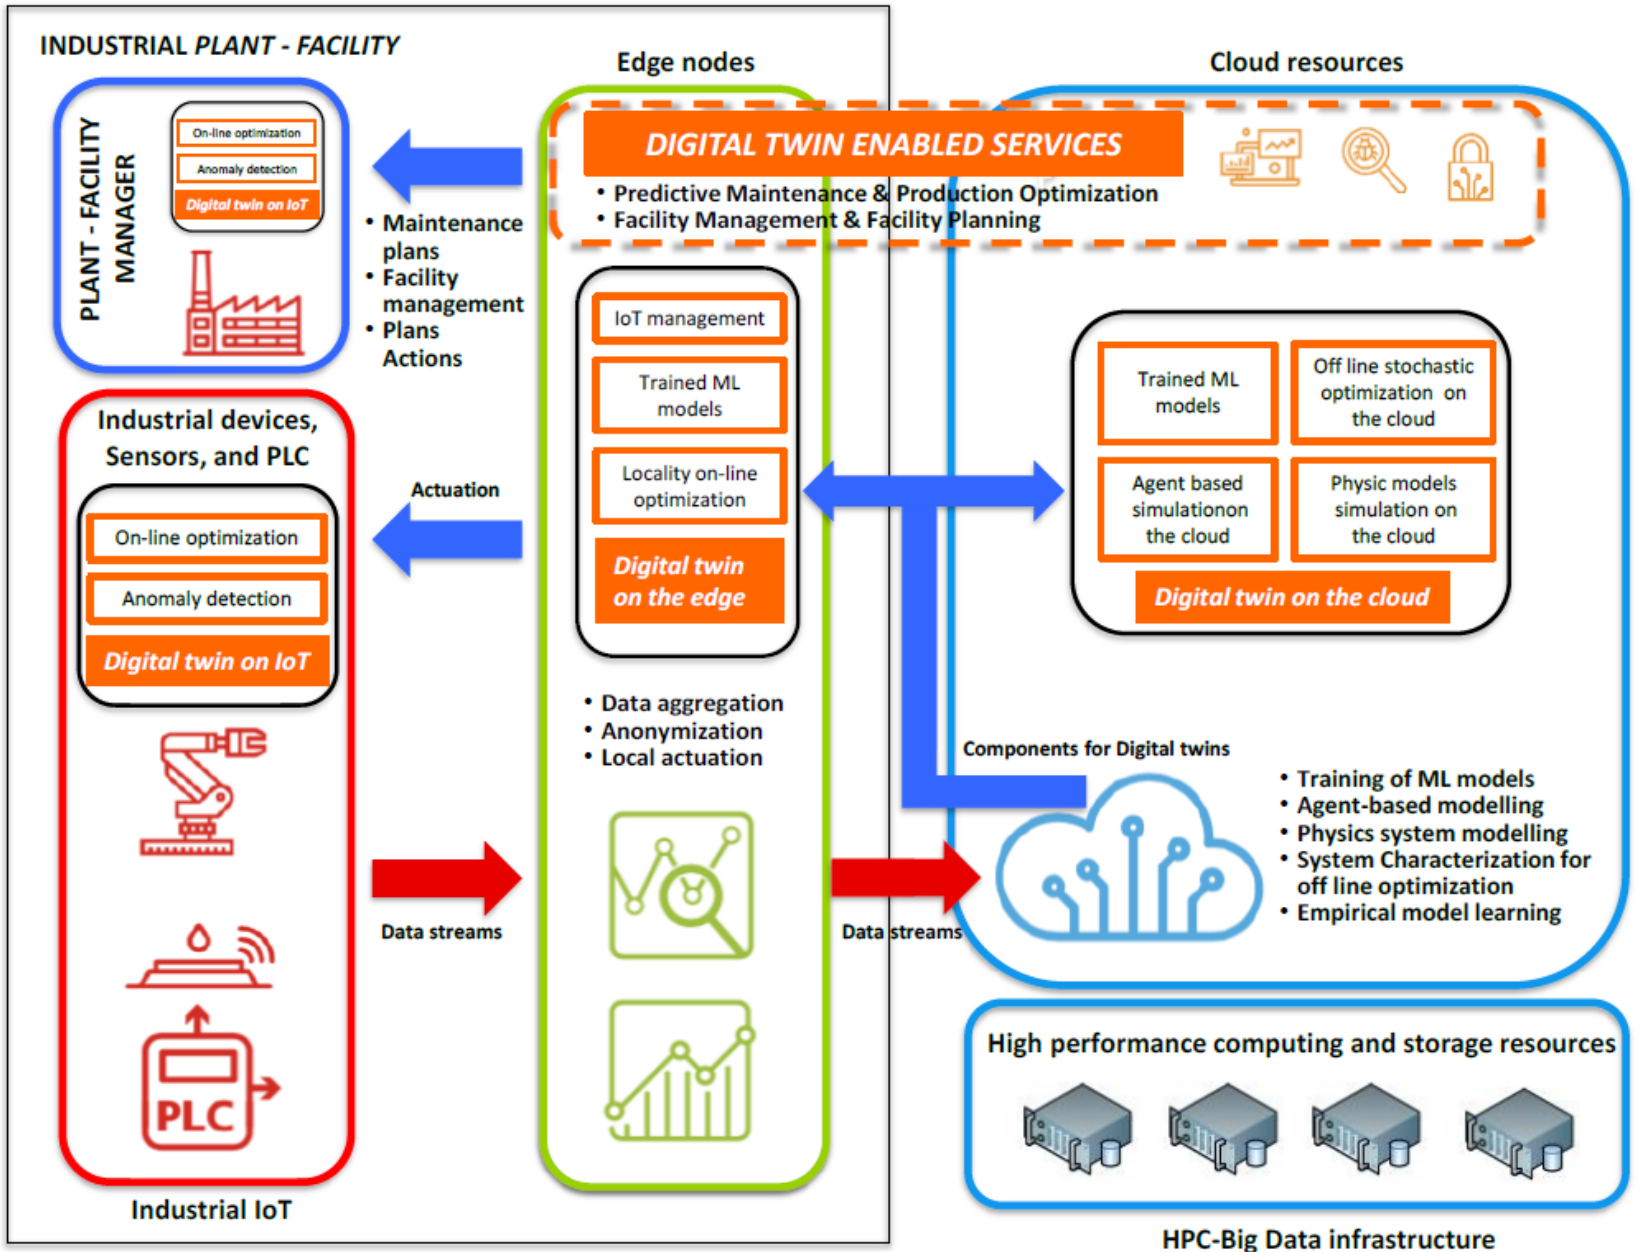 INDUSTRIAL PLANT - FACILITY
PLANT - FACILITY
MANAGER
On-line optimization
Anomaly detection
Digital twin on IoT
• Maintenance
plans
• Facility
management
• Plans
Actions
Industrial devices,
Sensors, and PLC
On-line optimization
Anomaly detection
Digital twin on IoT
PLC
Industrial IoT
Actuation
Data streams
Edge nodes
Cloud resources
DIGITAL TWIN ENABLED SERVICES
• Predictive Maintenance & Production Optimization
• Facility Management & Facility Planning
IoT management
Trained ML
models
Locality on-line
optimization
Digital twin
on the edge
• Data aggregation
• Anonymization
• Local actuation
Data streams
Trained ML
models
Off line stochastic
optimization on
the cloud
Agent based
simulationon
the cloud
Physic models
simulation on
the cloud
Digital twin on the cloud
Components for Digital twins
• Training of ML models
• Agent-based modelling
• Physics system modelling
• System Characterization for
off line optimization
• Empirical model learning
High performance computing and storage resources
HPC-Big Data infrastructure